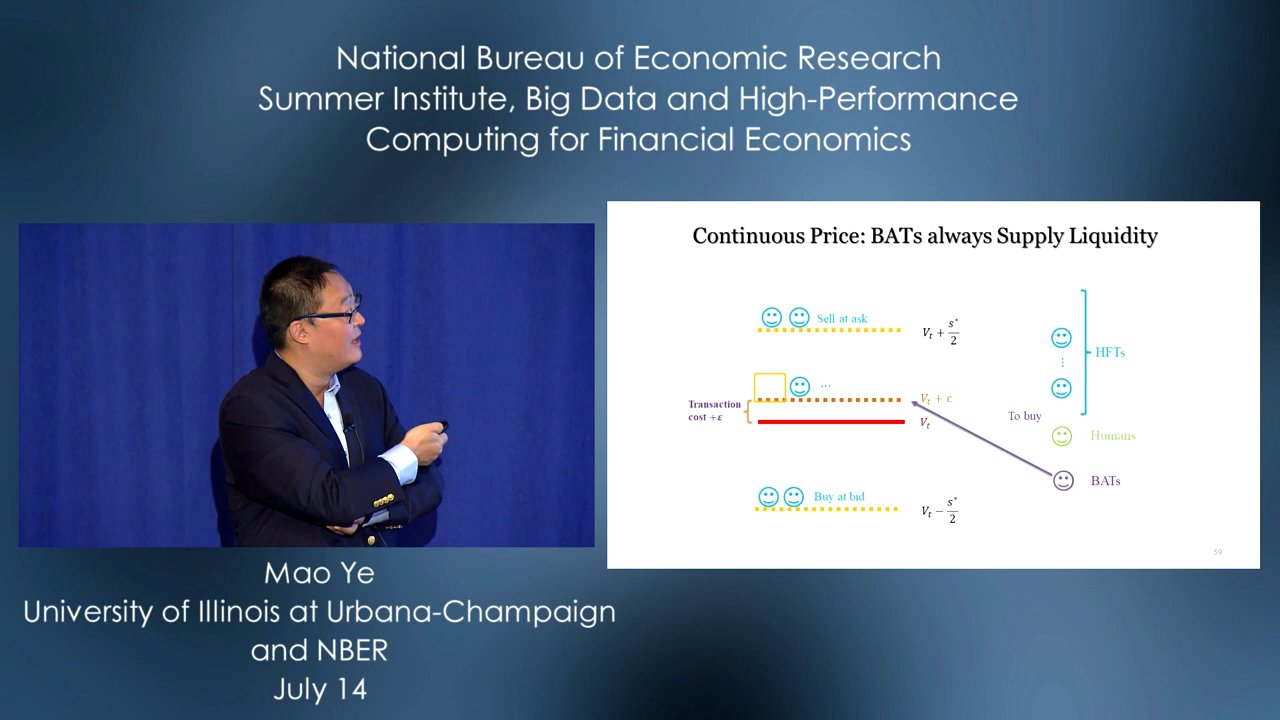 National Bureau of Economic Research
Summer Institute, Big Data and High-Performance
Computing for Financial Economics
Continuous Price: BATs always Supply Liquidity
Sell at ask
V_t + s*/2
HFTs
⋮
...
Transaction
cost +ε
V_t + ε
V_t
To buy
Humans
BATs
Buy at bid
V_t − s*/2
59
Mao Ye
University of Illinois at Urbana-Champaign
and NBER
July 14